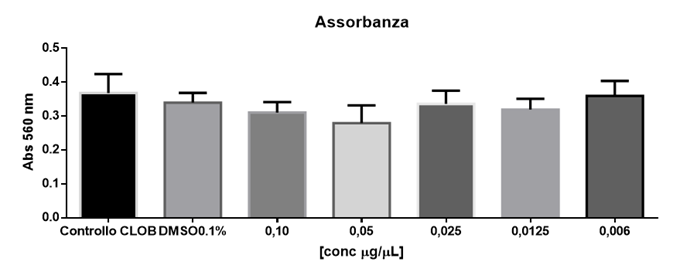 Assorbanza
Abs 560 nm
0.5
0.4
0.3
0.2
0.1
0.0
Controllo CLOB DMSO0.1% 0,10 0,05 0,025 0,0125 0,006
[conc μg/μL]